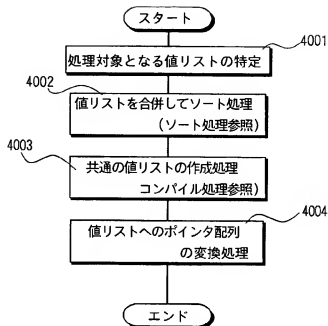 スタート
4001
処理対象となる値リストの特定
4002
値リストを合併してソート処理
(ソート処理参照)
4003
共通の値リストの作成処理
コンパイル処理参照)
4004
値リストへのポインタ配列
の変換処理
エンド